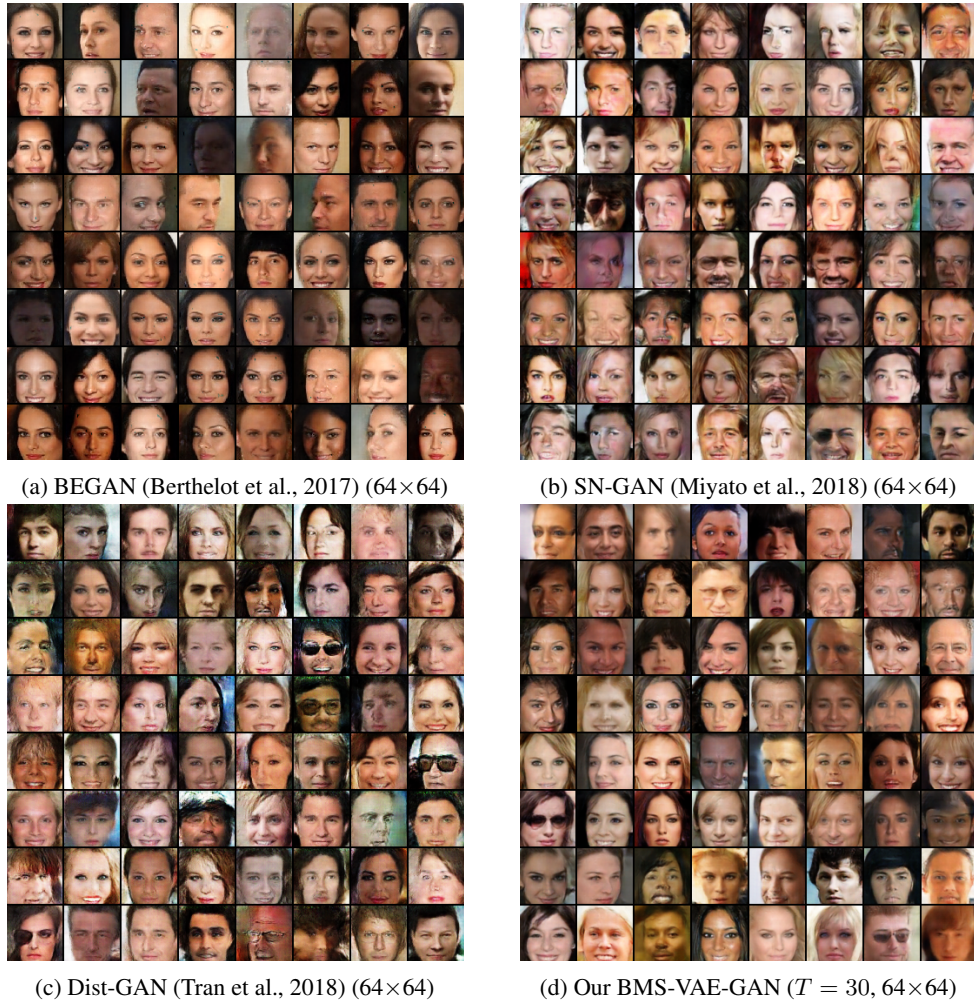 (a) BEGAN (Berthelot et al., 2017) (64×64)
(b) SN-GAN (Miyato et al., 2018) (64×64)
(c) Dist-GAN (Tran et al., 2018) (64×64)
(d) Our BMS-VAE-GAN (T = 30, 64×64)